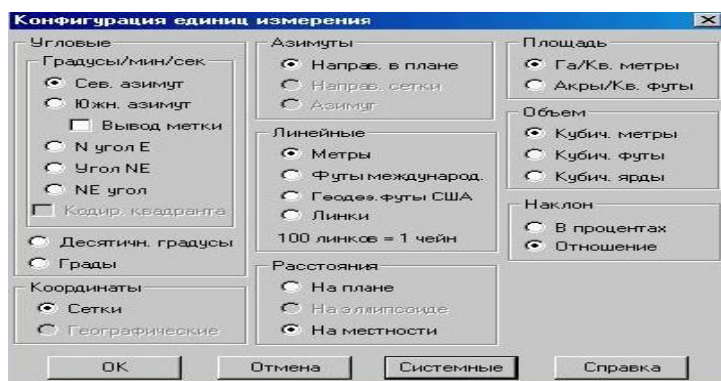 Конфигурация единиц измерения
Угловые
Градусы/мин/сек
Сев. азимут
Южн. азимут
Вывод метки
N угол E
Угол NE
NE угол
Кодир. квадранта
Десятичн. градусы
Грады
Координаты
Сетки
Географические
Азимуты
Направ. в плане
Направ. сетки
Азимут
Линейные
Метры
Футы международ.
Геодез.футы США
Линки
100 линков = 1 чейн
Расстояния
На плане
На эллипсоиде
На местности
Площадь
Га/Кв. метры
Акры/Кв. футы
Объем
Кубич. метры
Кубич. футы
Кубич. ярды
Наклон
В процентах
Отношение
OK
Отмена
Системные
Справка